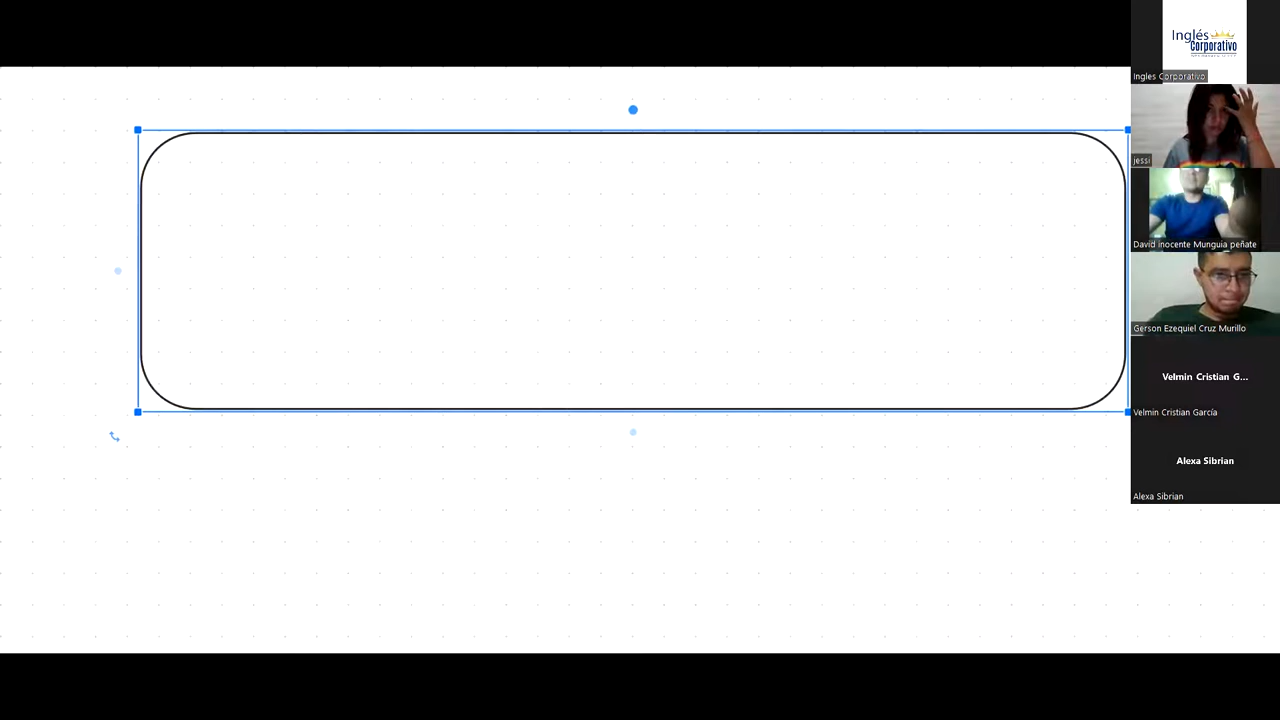 Inglés
Corporativo
Ingles Corporativo
jessi
David inocente Munguia peñate
Gerson Ezequiel Cruz Murillo
Velmin Cristian G...
Velmin Cristian García
Alexa Sibrian
Alexa Sibrian